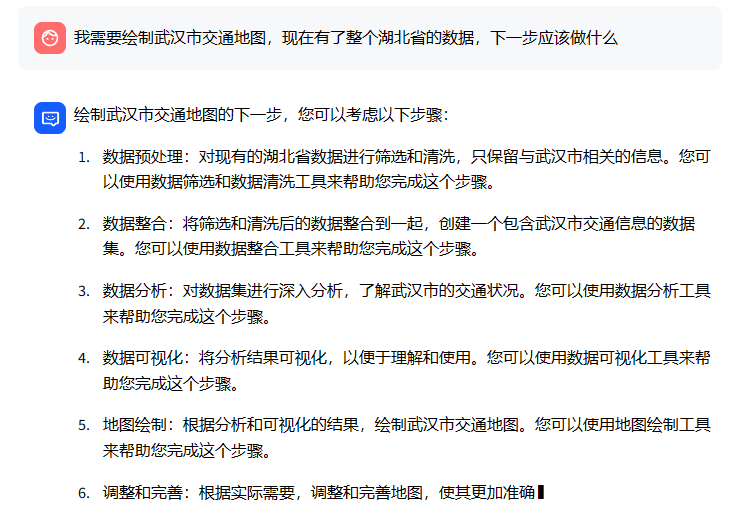 我需要绘制武汉市交通地图，现在有了整个湖北省的数据，下一步应该做什么
绘制武汉市交通地图的下一步，您可以考虑以下步骤：
1. 数据预处理：对现有的湖北省数据进行筛选和清洗，只保留与武汉市相关的信息。您可
以使用数据筛选和数据清洗工具来帮助您完成这个步骤。
2. 数据整合：将筛选和清洗后的数据整合到一起，创建一个包含武汉市交通信息的数据
集。您可以使用数据整合工具来帮助您完成这个步骤。
3. 数据分析：对数据集进行深入分析，了解武汉市的交通状况。您可以使用数据分析工具
来帮助您完成这个步骤。
4. 数据可视化：将分析结果可视化，以便于理解和使用。您可以使用数据可视化工具来帮
助您完成这个步骤。
5. 地图绘制：根据分析和可视化的结果，绘制武汉市交通地图。您可以使用地图绘制工具
来帮助您完成这个步骤。
6. 调整和完善：根据实际需要，调整和完善地图，使其更加准确